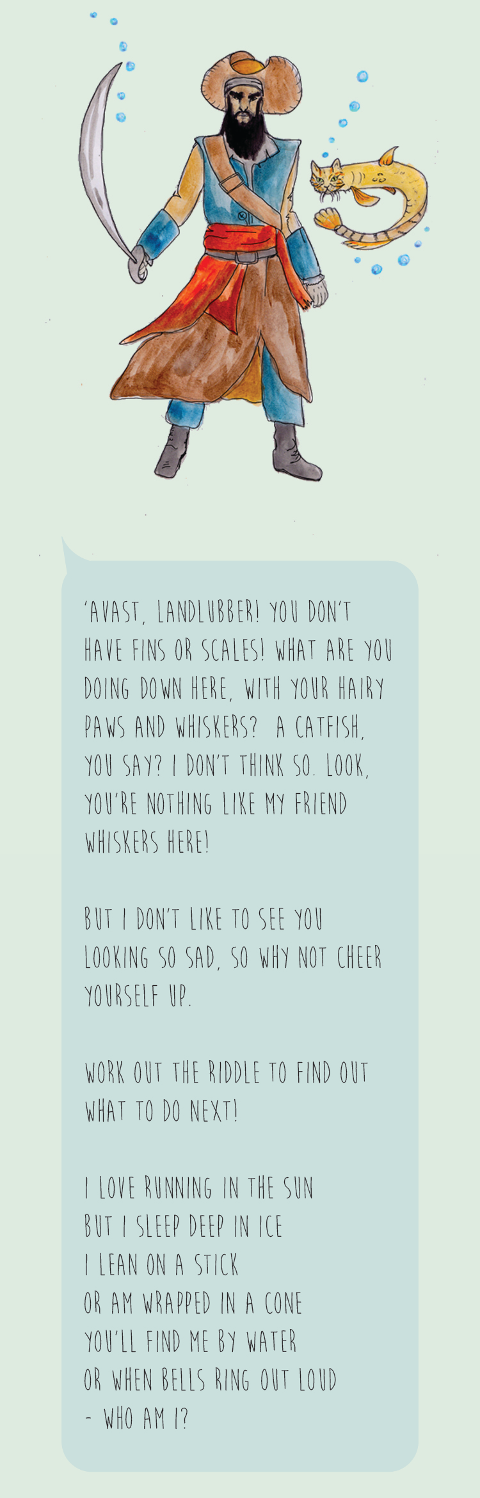 'AVAST, LANDLUBBER! YOU DON'T
HAVE FINS OR SCALES! WHAT ARE YOU
DOING DOWN HERE, WITH YOUR HAIRY
PAWS AND WHISKERS? A CATFISH,
YOU SAY? I DON'T THINK SO. LOOK,
YOU'RE NOTHING LIKE MY FRIEND
WHISKERS HERE!
BUT I DON'T LIKE TO SEE YOU
LOOKING SO SAD, SO WHY NOT CHEER
YOURSELF UP.
WORK OUT THE RIDDLE TO FIND OUT
WHAT TO DO NEXT!
I LOVE RUNNING IN THE SUN
BUT I SLEEP DEEP IN ICE
I LEAN ON A STICK
OR AM WRAPPED IN A CONE
YOU'LL FIND ME BY WATER
OR WHEN BELLS RING OUT LOUD
- WHO AM I?